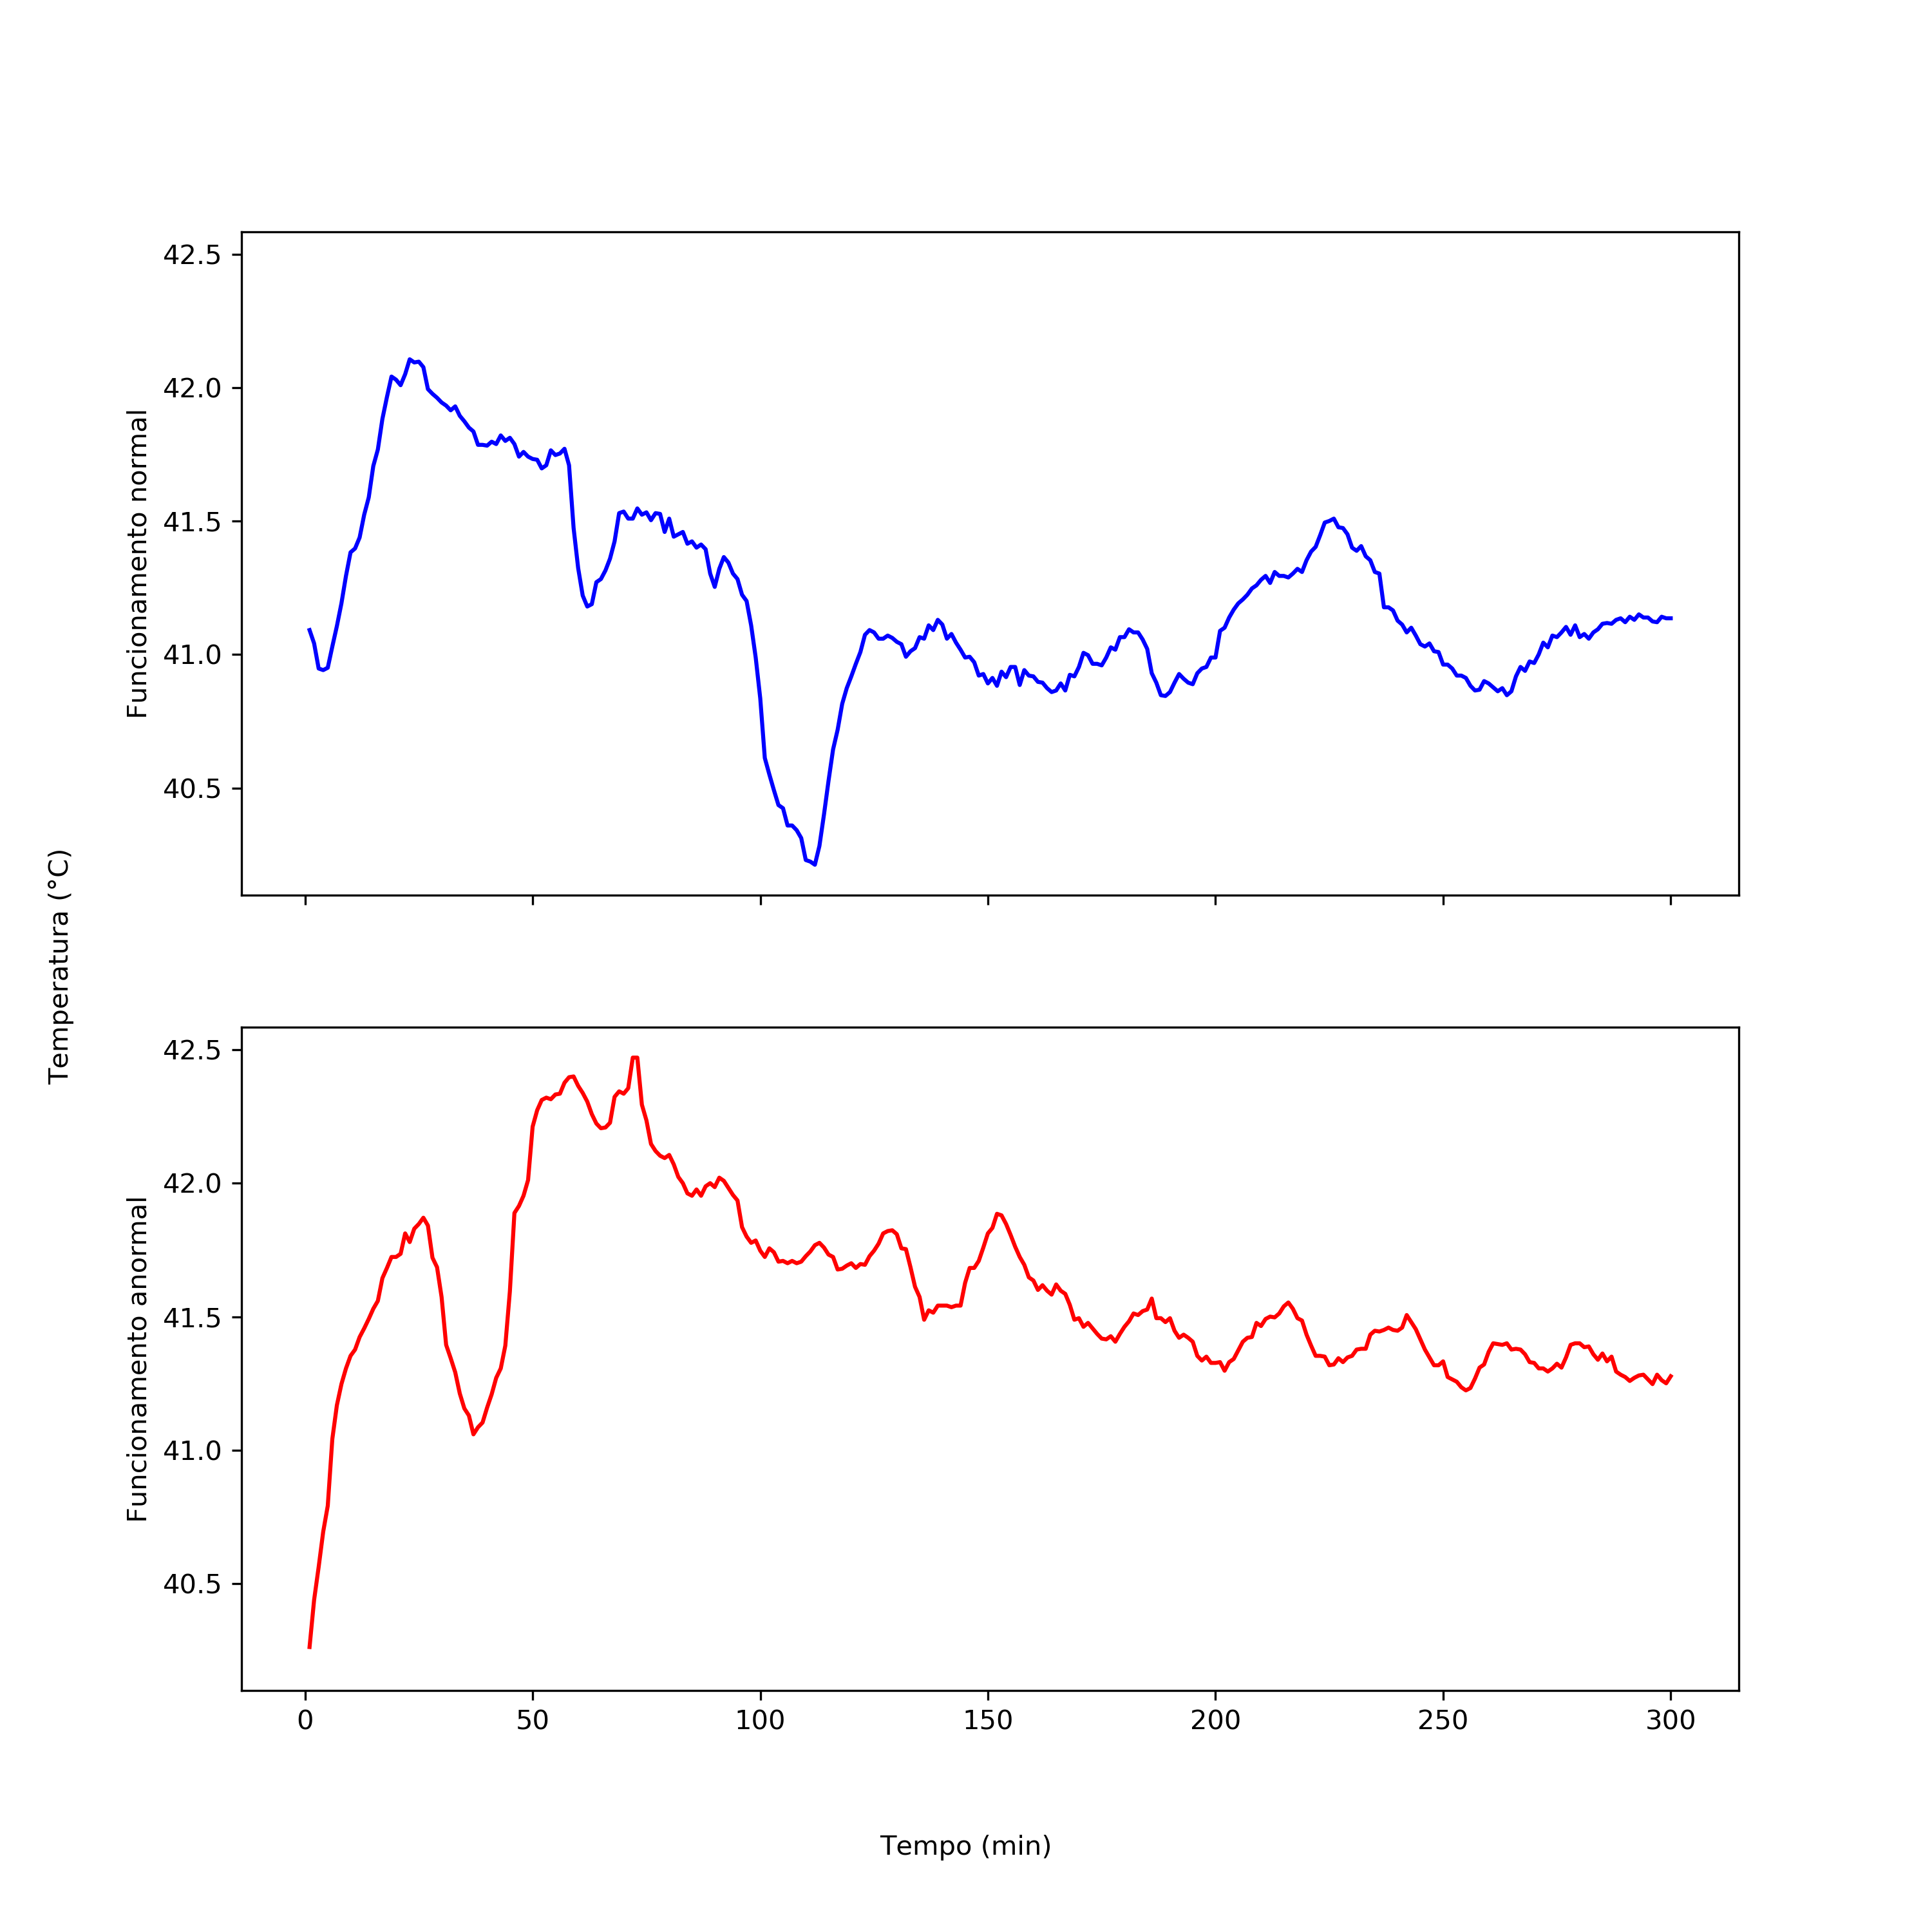 Temperatura (°C)
Funcionamento normal
42.5
42.0
41.5
41.0
40.5
Funcionamento anormal
42.5
42.0
41.5
41.0
40.5
0 50 100 150 200 250 300
Tempo (min)